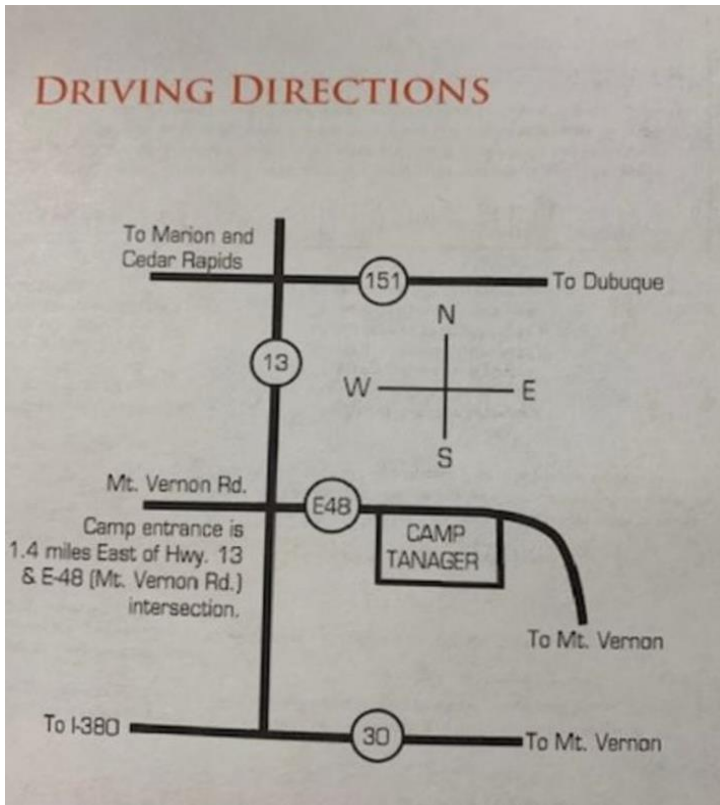 DRIVING DIRECTIONS
To Marion and
Cedar Rapids
151
To Dubuque
N
13
W
E
S
Mt. Vernon Rd.
E48
Camp entrance is
1.4 miles East of Hwy. 13
& E-48 (Mt. Vernon Rd.)
intersection.
CAMP
TANAGER
To Mt. Vernon
To I-380
30
To Mt. Vernon